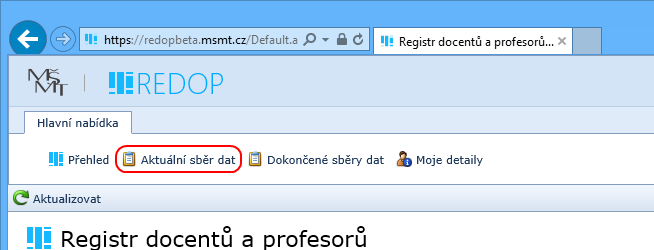 https://redopbeta.msmt.cz/Default.a
Registr docentů a profesorů...
MŠMT
REDOP
Hlavní nabídka
Přehled Aktuální sběr dat Dokončené sběry dat Moje detaily
Aktualizovat
Registr docentů a profesorů